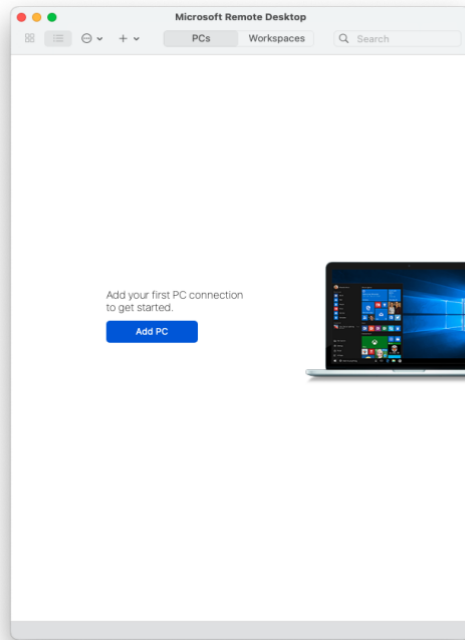 Microsoft Remote Desktop
PCs
Workspaces
Search
Add your first PC connection
to get started.
Add PC